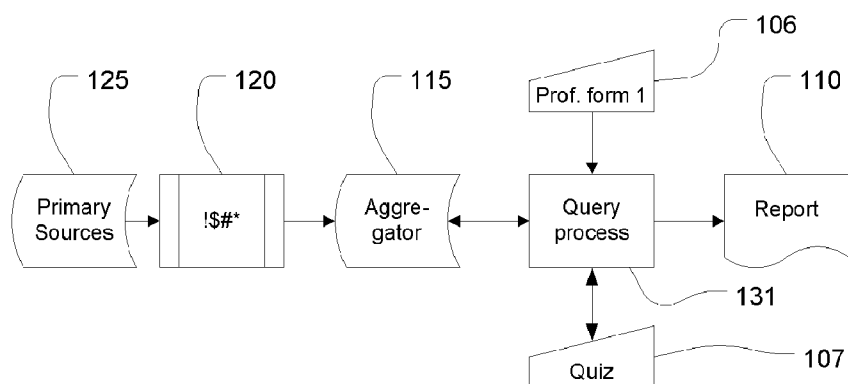 125
120
115
106
110
Prof. form 1
Primary
Sources
!$#*
Aggre-
gator
Query
process
Report
131
107
Quiz